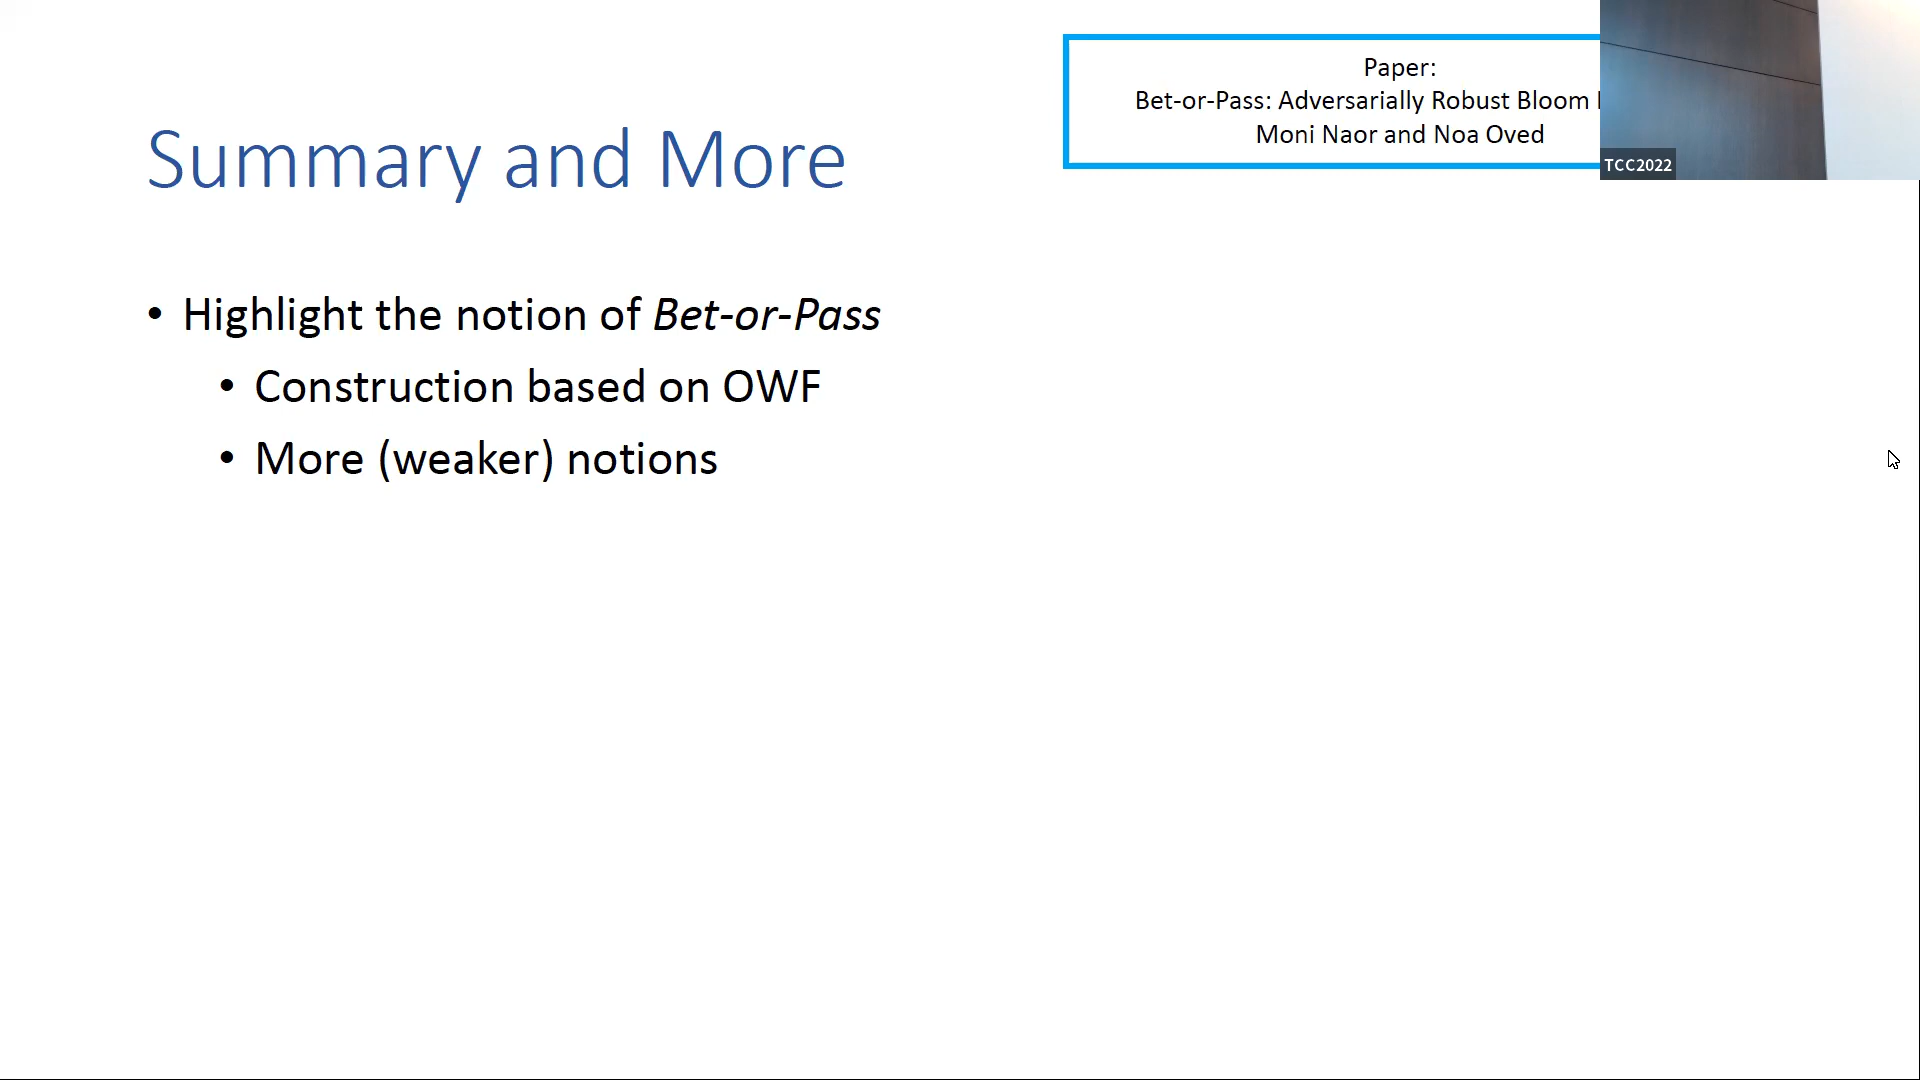 Paper:
Bet-or-Pass: Adversarially Robust Bloom
Moni Naor and Noa Oved
TCC2022
Summary and More
• Highlight the notion of Bet-or-Pass
• Construction based on OWF
• More (weaker) notions